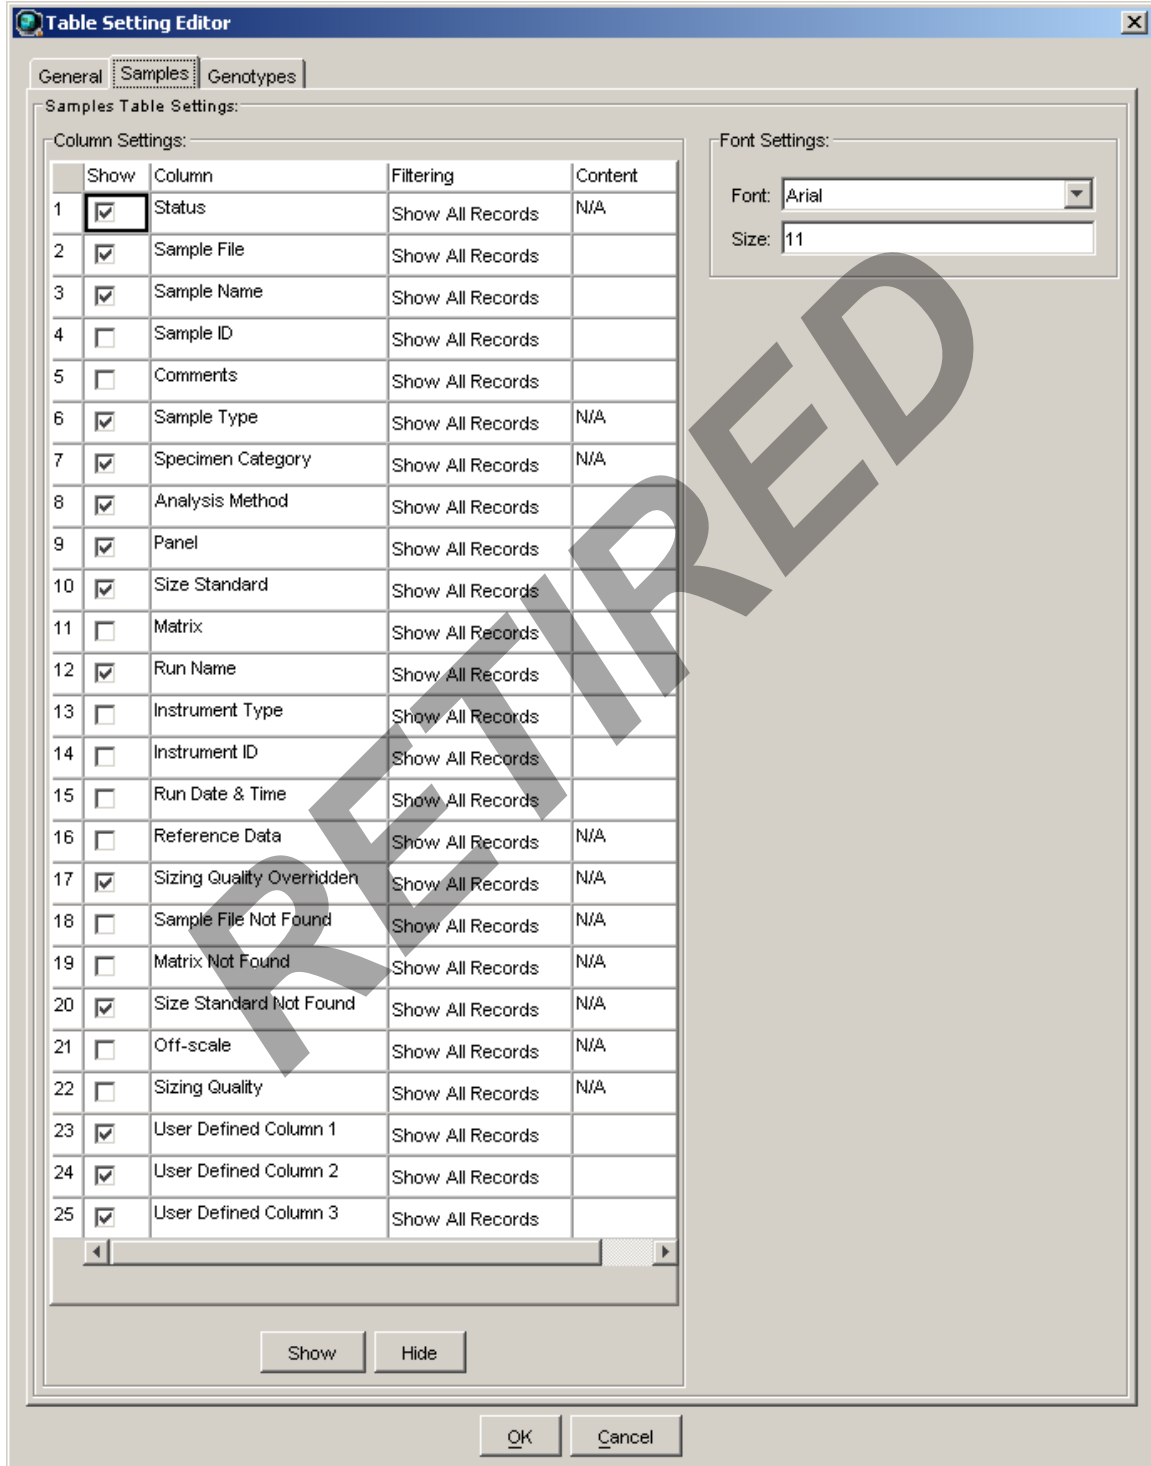 Table Setting Editor
General Samples Genotypes
Samples Table Settings:
Column Settings:
Show Column Filtering Content
1 Status Show All Records N/A
2 Sample File Show All Records
3 Sample Name Show All Records
4 Sample ID Show All Records
5 Comments Show All Records
6 Sample Type Show All Records N/A
7 Specimen Category Show All Records N/A
8 Analysis Method Show All Records
9 Panel Show All Records
10 Size Standard Show All Records
11 Matrix Show All Records
12 Run Name Show All Records
13 Instrument Type Show All Records
14 Instrument ID Show All Records
15 Run Date & Time Show All Records
16 Reference Data Show All Records N/A
17 Sizing Quality Overridden Show All Records N/A
18 Sample File Not Found Show All Records N/A
19 Matrix Not Found Show All Records N/A
20 Size Standard Not Found Show All Records N/A
21 Off-scale Show All Records N/A
22 Sizing Quality Show All Records N/A
23 User Defined Column 1 Show All Records
24 User Defined Column 2 Show All Records
25 User Defined Column 3 Show All Records
Show Hide
Font Settings:
Font: Arial
Size: 11
RETIRED
OK Cancel